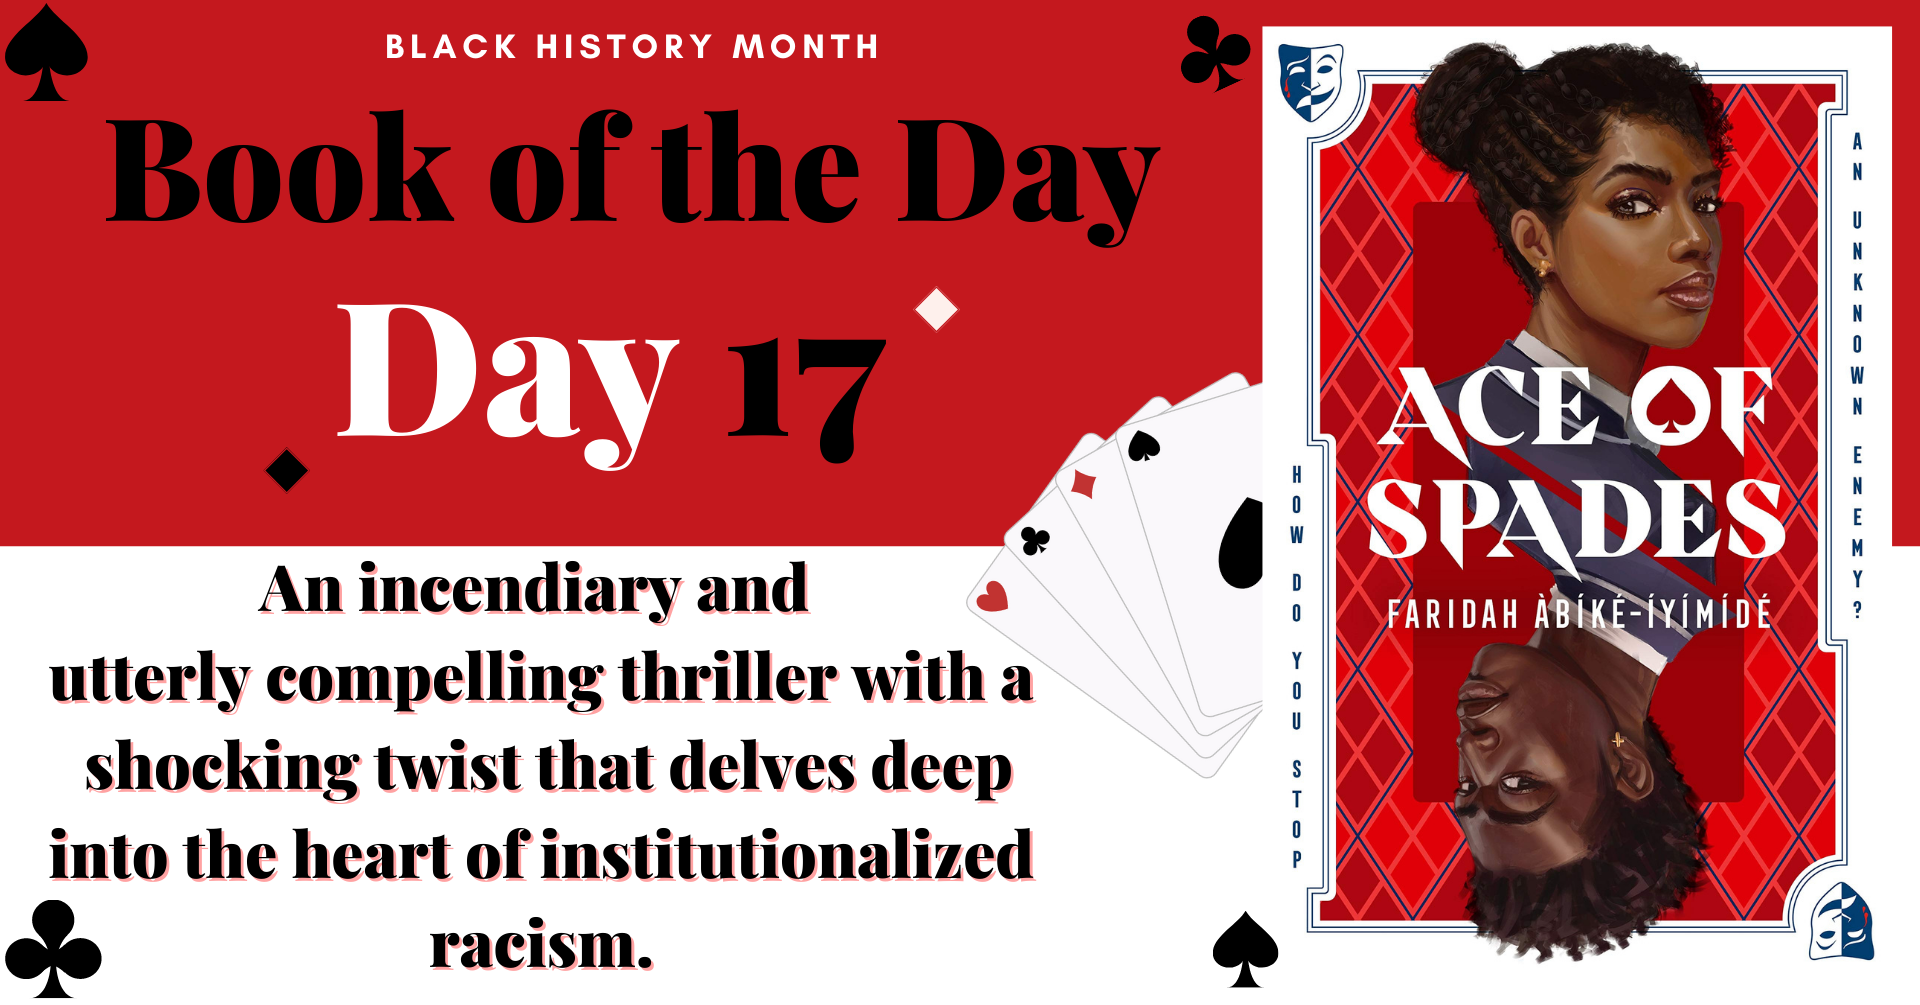 BLACK HISTORY MONTH
Book of the Day
Day 17
An incendiary and
utterly compelling thriller with a
shocking twist that delves deep
into the heart of institutionalized
racism.
HOW DO YOU STOP
AN UNKNOWN ENEMY?
ACE OF
SPADES
FARIDAH ÀBÍKÉ-ÍYÍMÍDÉ